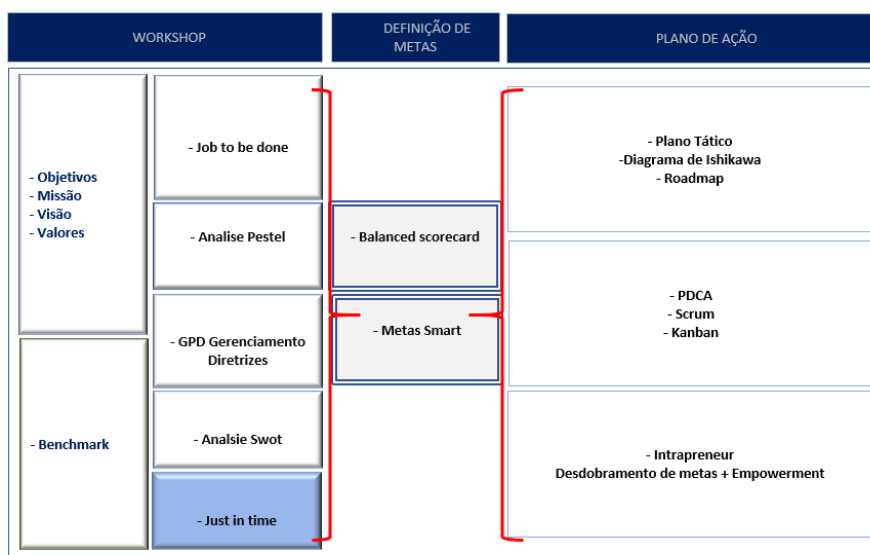 WORKSHOP
DEFINIÇÃO DE
METAS
PLANO DE AÇÃO
- Objetivos
- Missão
- Visão
- Valores
- Benchmark
- Job to be done
- Analise Pestel
- GPD Gerenciamento
Diretrizes
- Analsie Swot
- Just in time
- Balanced scorecard
- Metas Smart
- Plano Tático
-Diagrama de Ishikawa
- Roadmap
- PDCA
- Scrum
- Kanban
- Intrapreneur
Desdobramento de metas + Empowerment